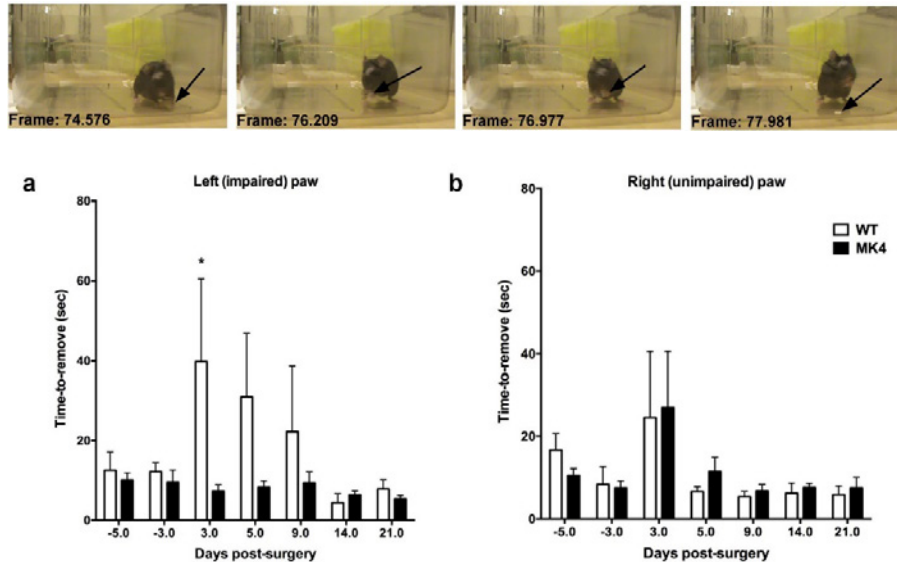 Frame: 74.576
Frame: 76.209
Frame: 76.977
Frame: 77.981
a
Left (impaired) paw
80
60
40
20
0
Time-to-remove (sec)
*
-5.0 -3.0 3.0 5.0 9.0 14.0 21.0
Days post-surgery
b
Right (unimpaired) paw
WT
MK4
80
60
40
20
0
Time-to-remove (sec)
-5.0 -3.0 3.0 5.0 9.0 14.0 21.0
Days post-surgery